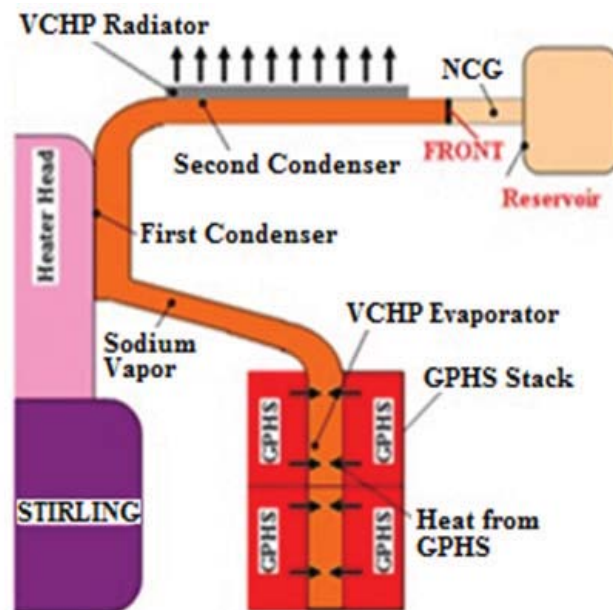 VCHP Radiator
NCG
Second Condenser
FRONT
Reservoir
Heater Head
First Condenser
VCHP Evaporator
Sodium
Vapor
GPHS Stack
GPHS
GPHS
STIRLING
GPHS
GPHS
Heat from
GPHS